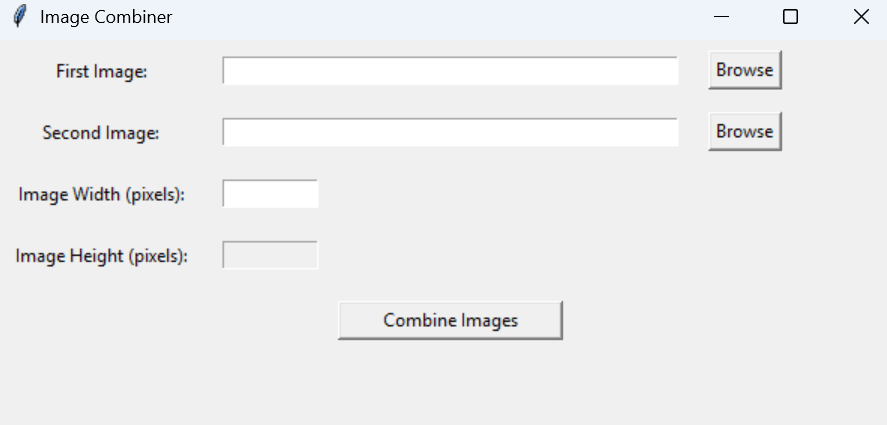 Image Combiner
First Image: Browse
Second Image: Browse
Image Width (pixels):
Image Height (pixels):
Combine Images